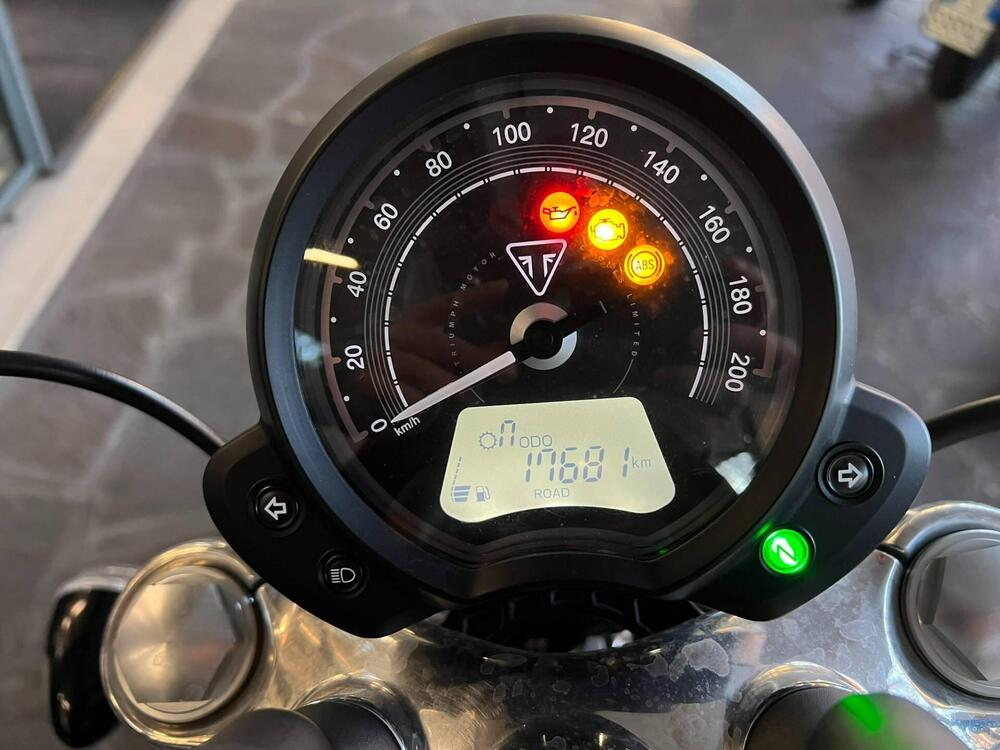 0
20
40
60
80
100
120
140
160
180
200
km/h
TRIUMPH MOTOR
LIMITED
ABS
n ODO
17681 km
ROAD
N